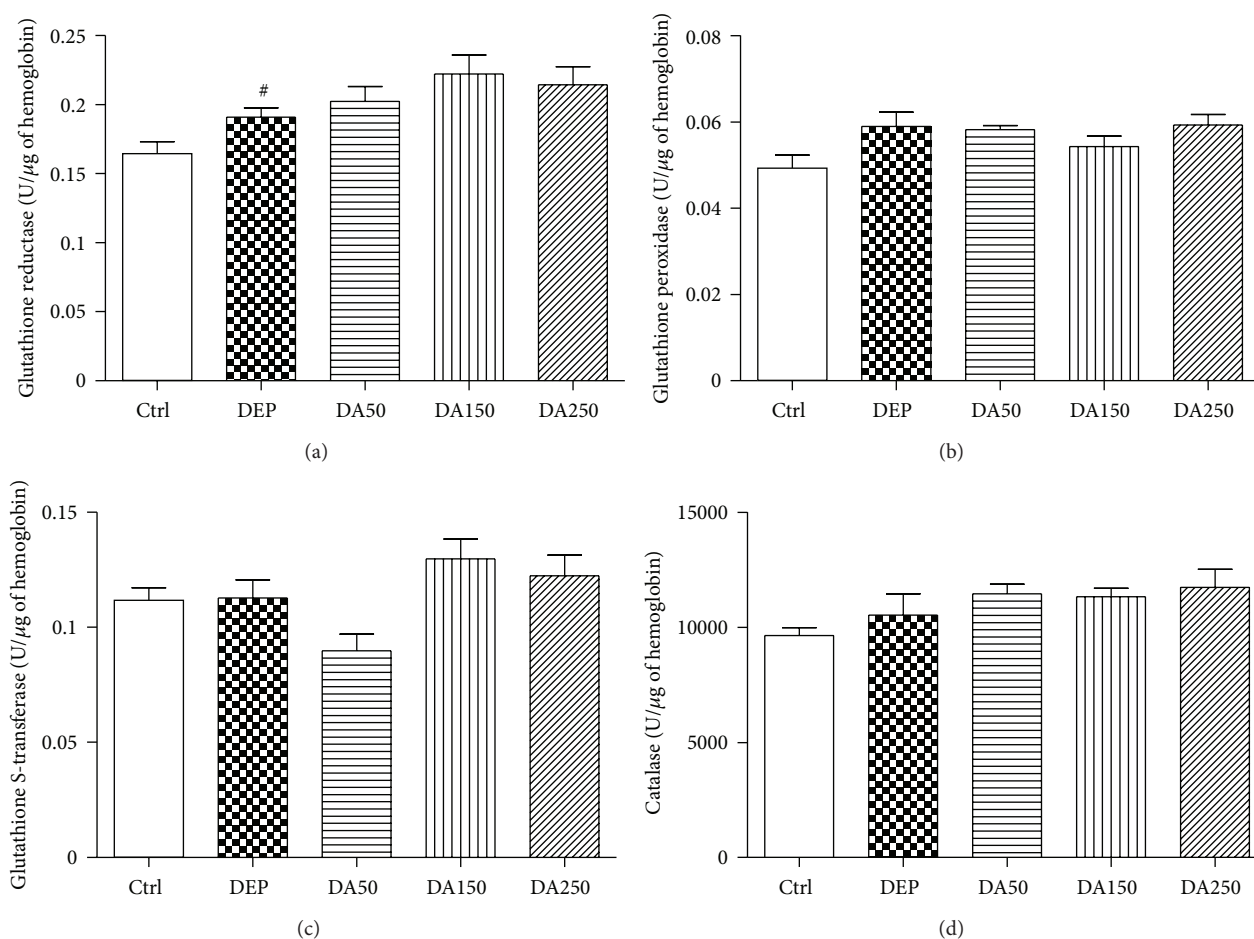 Glutathione reductase (U/μg of hemoglobin)
0.25
0.2
0.15
0.1
0.05
0
#
Ctrl DEP DA50 DA150 DA250
(a)
Glutathione peroxidase (U/μg of hemoglobin)
0.08
0.06
0.04
0.02
0
Ctrl DEP DA50 DA150 DA250
(b)
Glutathione S-transferase (U/μg of hemoglobin)
0.15
0.1
0.05
0
Ctrl DEP DA50 DA150 DA250
(c)
Catalase (U/μg of hemoglobin)
15000
10000
5000
0
Ctrl DEP DA50 DA150 DA250
(d)